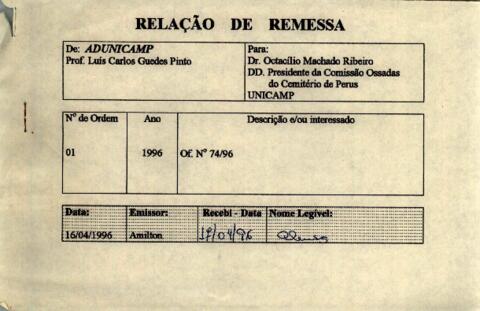 RELAÇÃO DE REMESSA
De: ADUNICAMP
Prof. Luís Carlos Guedes Pinto
Para:
Dr. Octacílio Machado Ribeiro
DD. Presidente da Comissão Ossadas
do Cemitério de Perus
UNICAMP
Nº de Ordem Ano Descrição e/ou interessado
01 1996 Of. Nº 74/96
Data: Emissor: Recebi - Data Nome Legível:
16/04/1996 Amilton 17/04/96